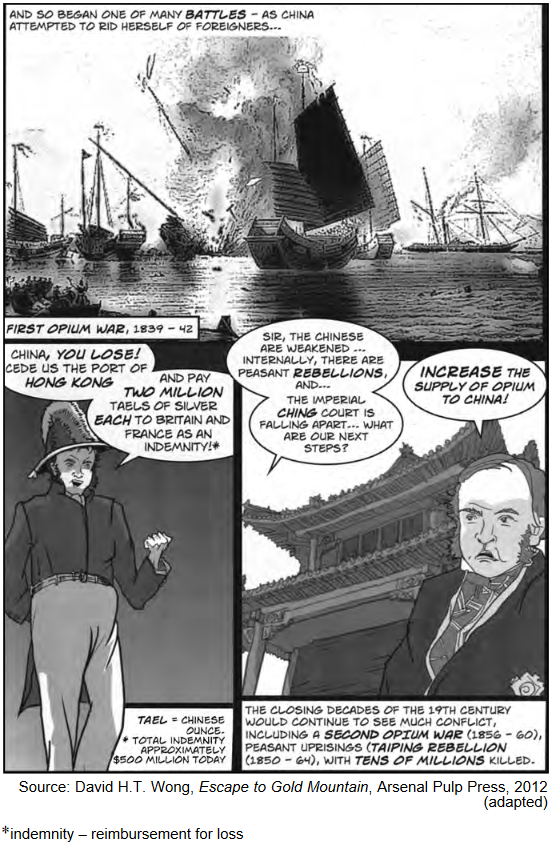 AND SO BEGAN ONE OF MANY BATTLES – AS CHINA
ATTEMPTED TO RID HERSELF OF FOREIGNERS...
FIRST OPIUM WAR, 1839 – 42
CHINA, YOU LOSE!
CEDE US THE PORT OF
HONG KONG
AND PAY
TWO MILLION
TAELS OF SILVER
EACH TO BRITAIN AND
FRANCE AS AN
INDEMNITY!*
TAEL = CHINESE
OUNCE.
* TOTAL INDEMNITY
APPROXIMATELY
$500 MILLION TODAY
SIR, THE CHINESE
ARE WEAKENED ...
INTERNALLY, THERE ARE
PEASANT REBELLIONS,
AND...
THE IMPERIAL
CHING COURT IS
FALLING APART... WHAT
ARE OUR NEXT
STEPS?
INCREASE THE
SUPPLY OF OPIUM
TO CHINA!
THE CLOSING DECADES OF THE 19TH CENTURY
WOULD CONTINUE TO SEE MUCH CONFLICT,
INCLUDING A SECOND OPIUM WAR (1856 – 60),
PEASANT UPRISINGS (TAIPING REBELLION
(1850 – 64), WITH TENS OF MILLIONS KILLED.
Source: David H.T. Wong, Escape to Gold Mountain, Arsenal Pulp Press, 2012
(adapted)
*indemnity – reimbursement for loss